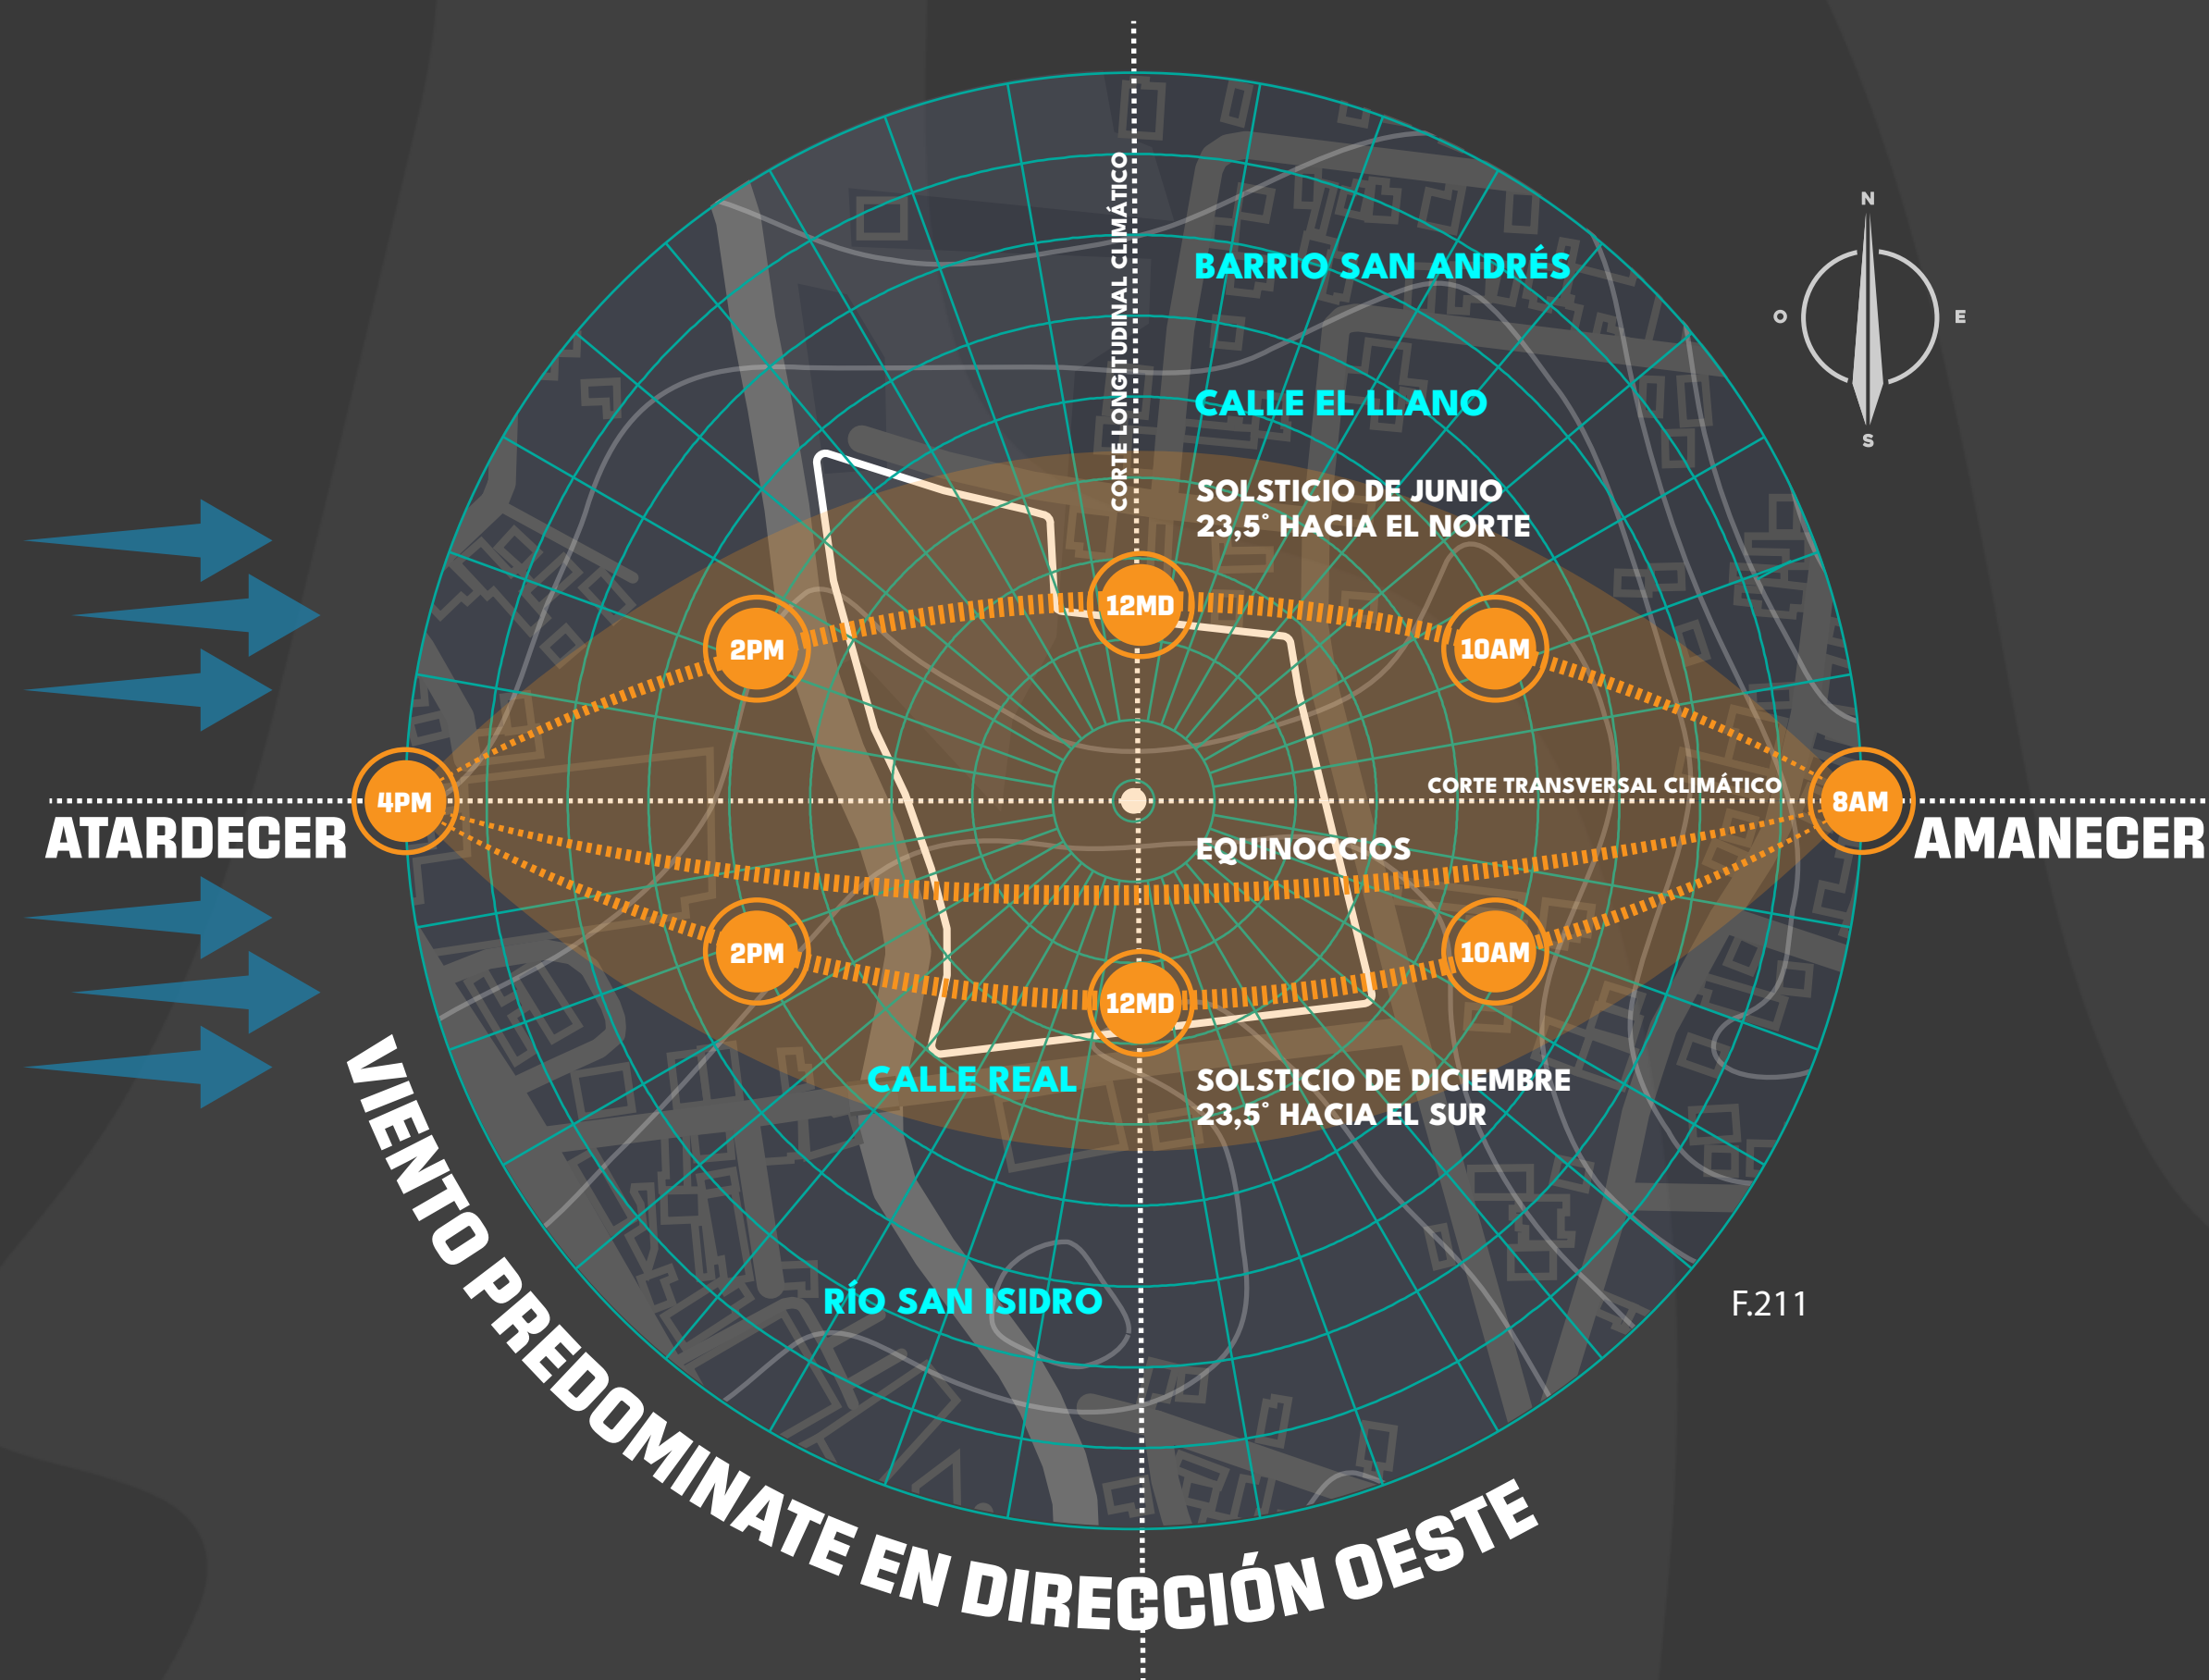 CORTE LONGITUDINAL CLIMÁTICO
N
O
E
S
BARRIO SAN ANDRÉS
CALLE EL LLANO
SOLSTICIO DE JUNIO
23,5° HACIA EL NORTE
12MD
2PM
10AM
CORTE TRANSVERSAL CLIMÁTICO
4PM
8AM
ATARDECER
AMANECER
EQUINOCCIOS
2PM
10AM
12MD
CALLE REAL
SOLSTICIO DE DICIEMBRE
23,5° HACIA EL SUR
RÍO SAN ISIDRO
F.211
VIENTO PREDOMINATE EN DIRECCIÓN OESTE